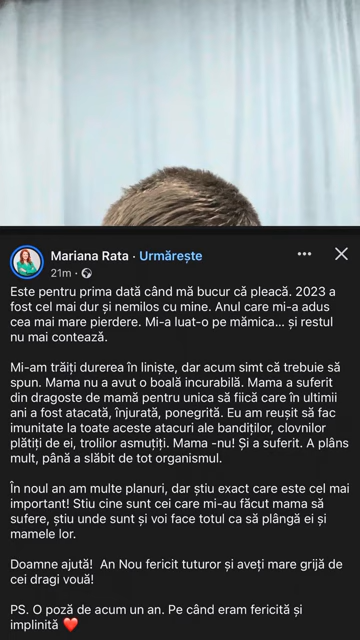 Mariana Rata · Urmărește
21m ·
Este pentru prima dată când mă bucur că pleacă. 2023 a
fost cel mai dur și nemilos cu mine. Anul care mi-a adus
cea mai mare pierdere. Mi-a luat-o pe mămica... și restul
nu mai contează.
Mi-am trăiți durerea în liniște, dar acum simt că trebuie să
spun. Mama nu a avut o boală incurabilă. Mama a suferit
din dragoste de mamă pentru unica să fiică care în ultimii
ani a fost atacată, înjurată, ponegrită. Eu am reușit să fac
imunitate la toate aceste atacuri ale bandiților, clovnilor
plătiți de ei, trolilor asmuțiți. Mama -nu! Și a suferit. A plâns
mult, până a slăbit de tot organismul.
În noul an am multe planuri, dar știu exact care este cel mai
important! Stiu cine sunt cei care mi-au făcut mama să
sufere, știu unde sunt și voi face totul ca să plângă ei și
mamele lor.
Doamne ajută!  An Nou fericit tuturor și aveți mare grijă de
cei dragi vouă!
PS. O poză de acum un an. Pe când eram fericită și
implinită ❤️